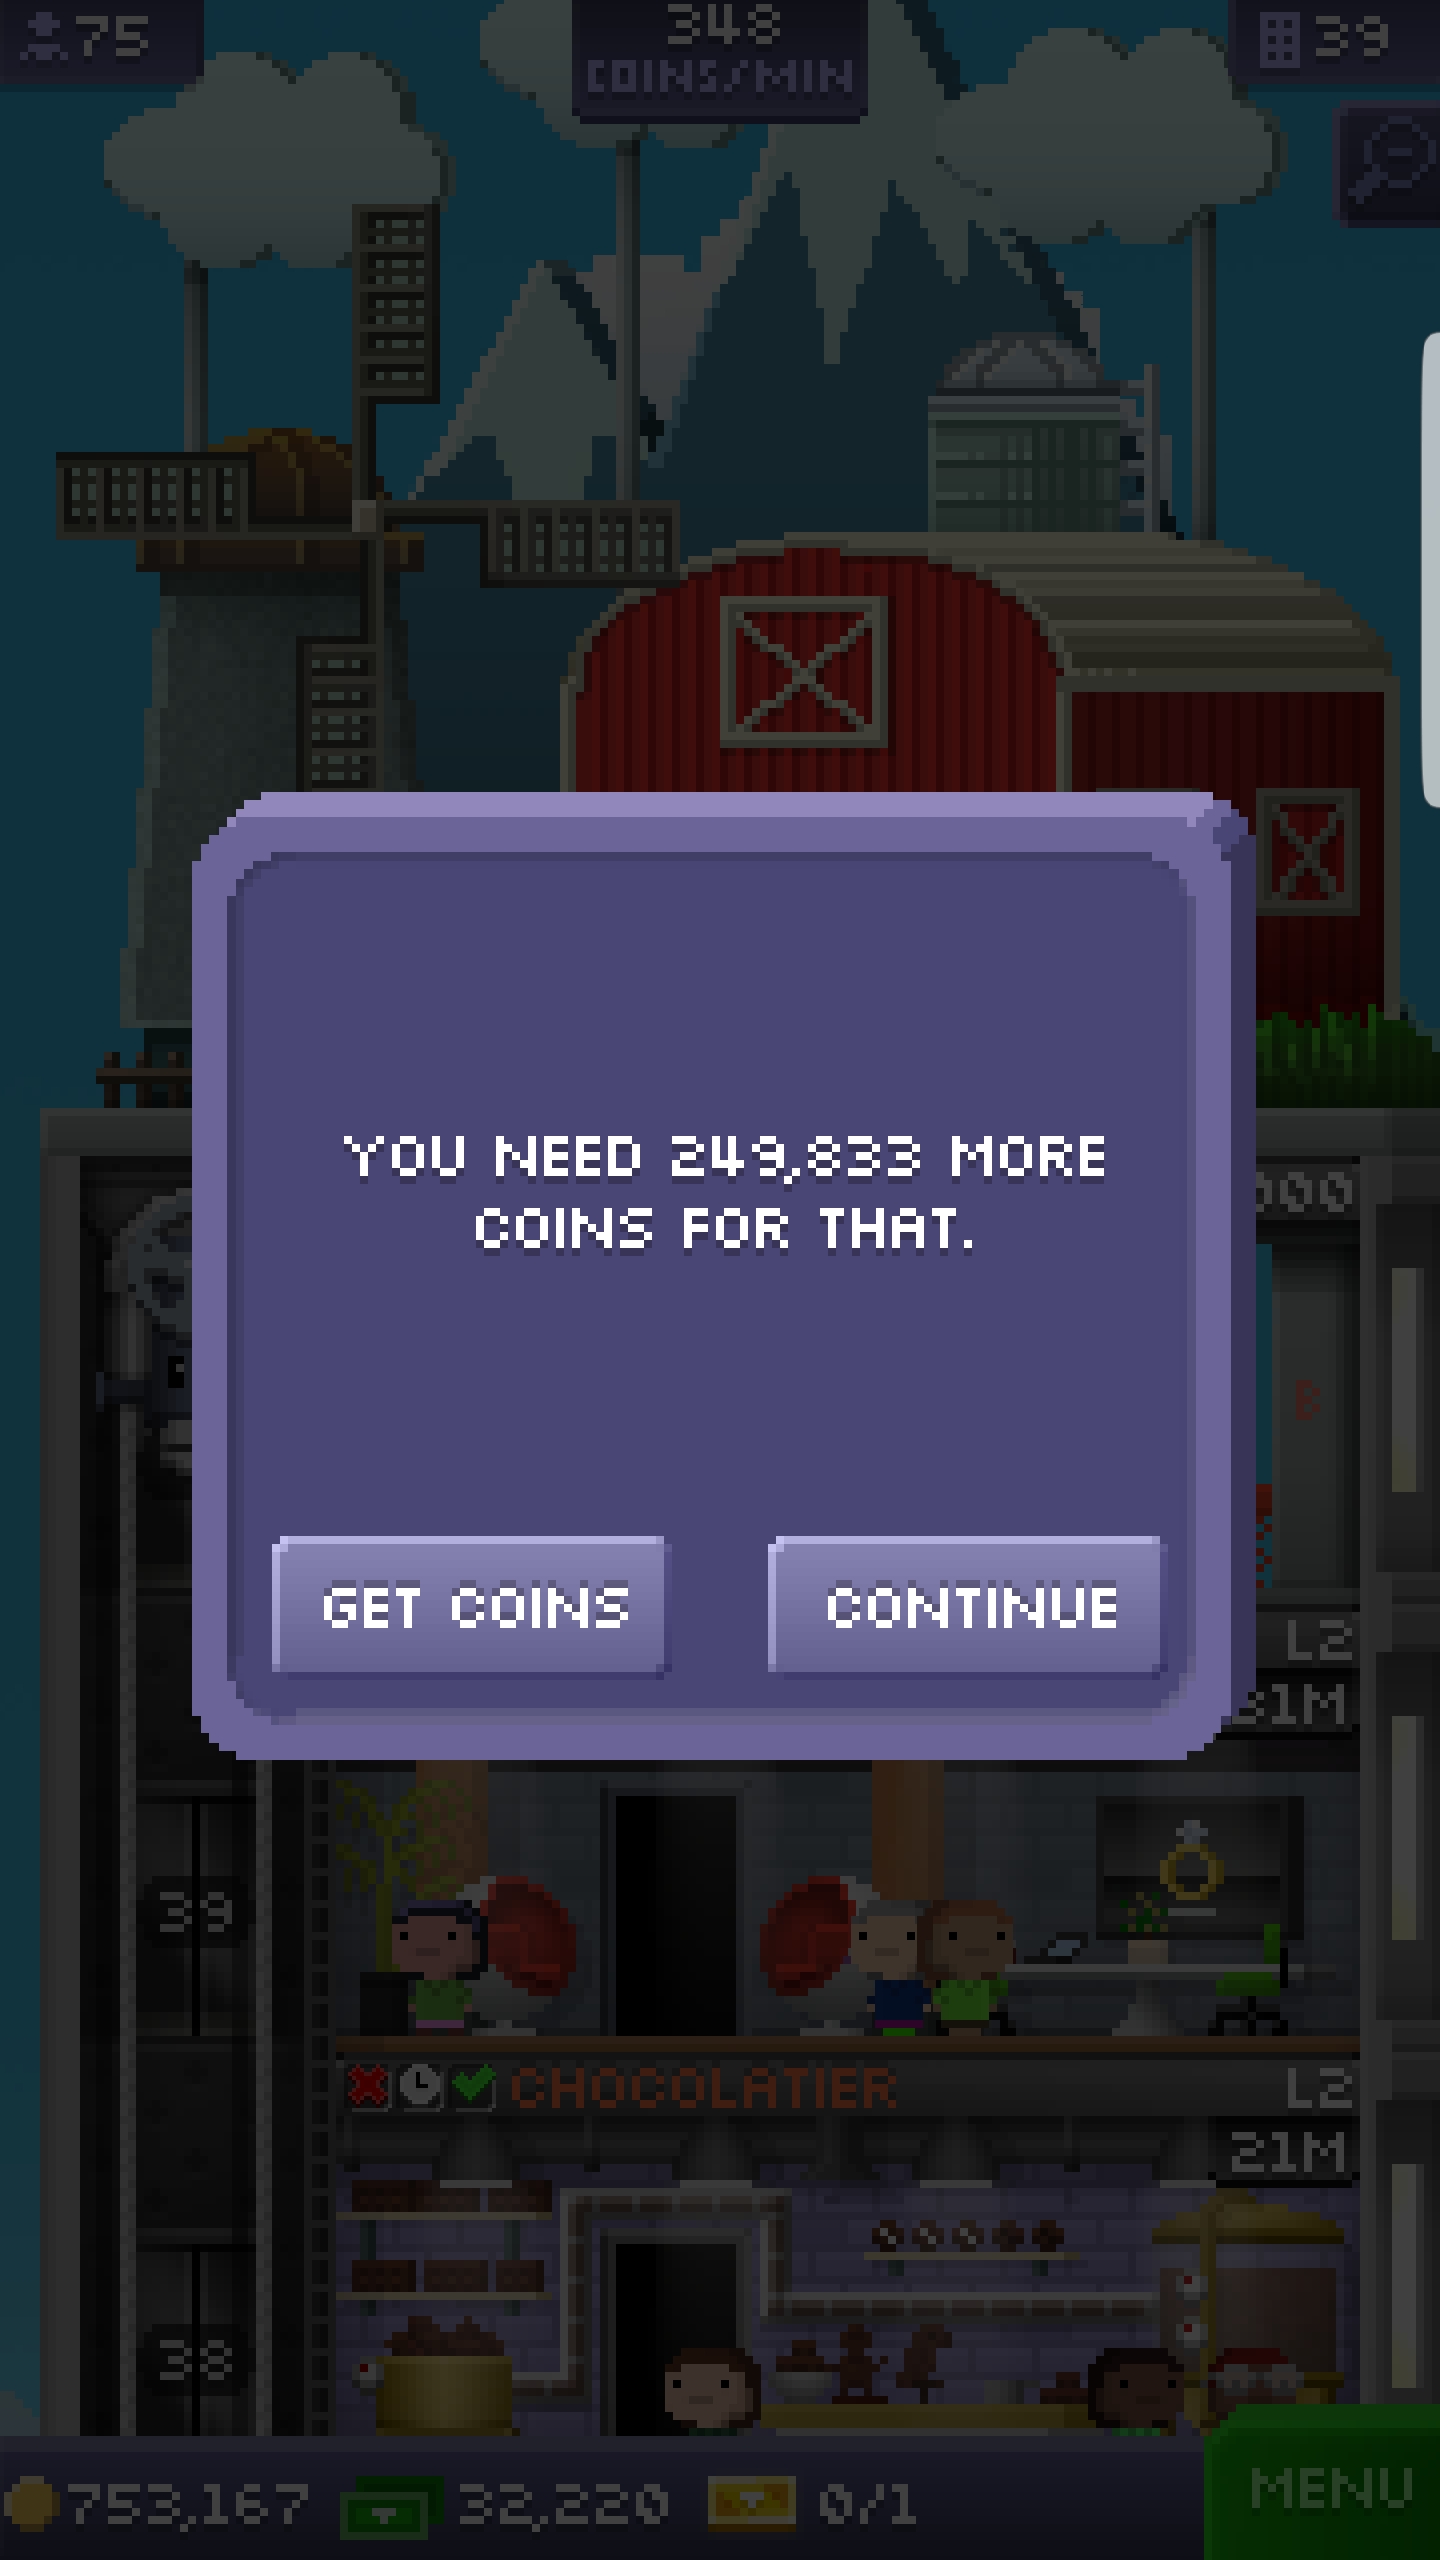 75
348
COINS/MIN
39
YOU NEED 249,833 MORE
COINS FOR THAT.
GET COINS
CONTINUE
000
B
L2
31M
39
CHOCOLATIER
L2
21M
38
753,167
32,220
0/1
MENU